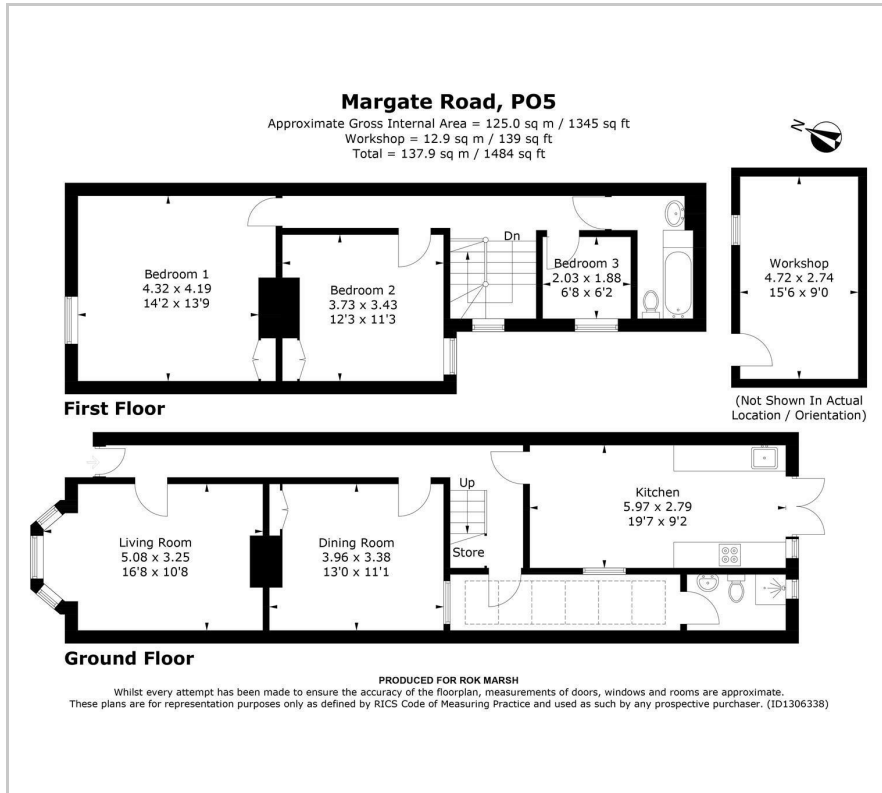 Margate Road, PO5
Approximate Gross Internal Area = 125.0 sq m / 1345 sq ft
Workshop = 12.9 sq m / 139 sq ft
Total = 137.9 sq m / 1484 sq ft
N
Bedroom 1
4.32 x 4.19
14'2 x 13'9
Bedroom 2
3.73 x 3.43
12'3 x 11'3
Dn
Bedroom 3
2.03 x 1.88
6'8 x 6'2
Workshop
4.72 x 2.74
15'6 x 9'0
(Not Shown In Actual
Location / Orientation)
First Floor
IN
Living Room
5.08 x 3.25
16'8 x 10'8
Dining Room
3.96 x 3.38
13'0 x 11'1
Up
Store
Kitchen
5.97 x 2.79
19'7 x 9'2
Ground Floor
PRODUCED FOR ROK MARSH
Whilst every attempt has been made to ensure the accuracy of the floorplan, measurements of doors, windows and rooms are approximate.
These plans are for representation purposes only as defined by RICS Code of Measuring Practice and used as such by any prospective purchaser. (ID1306338)